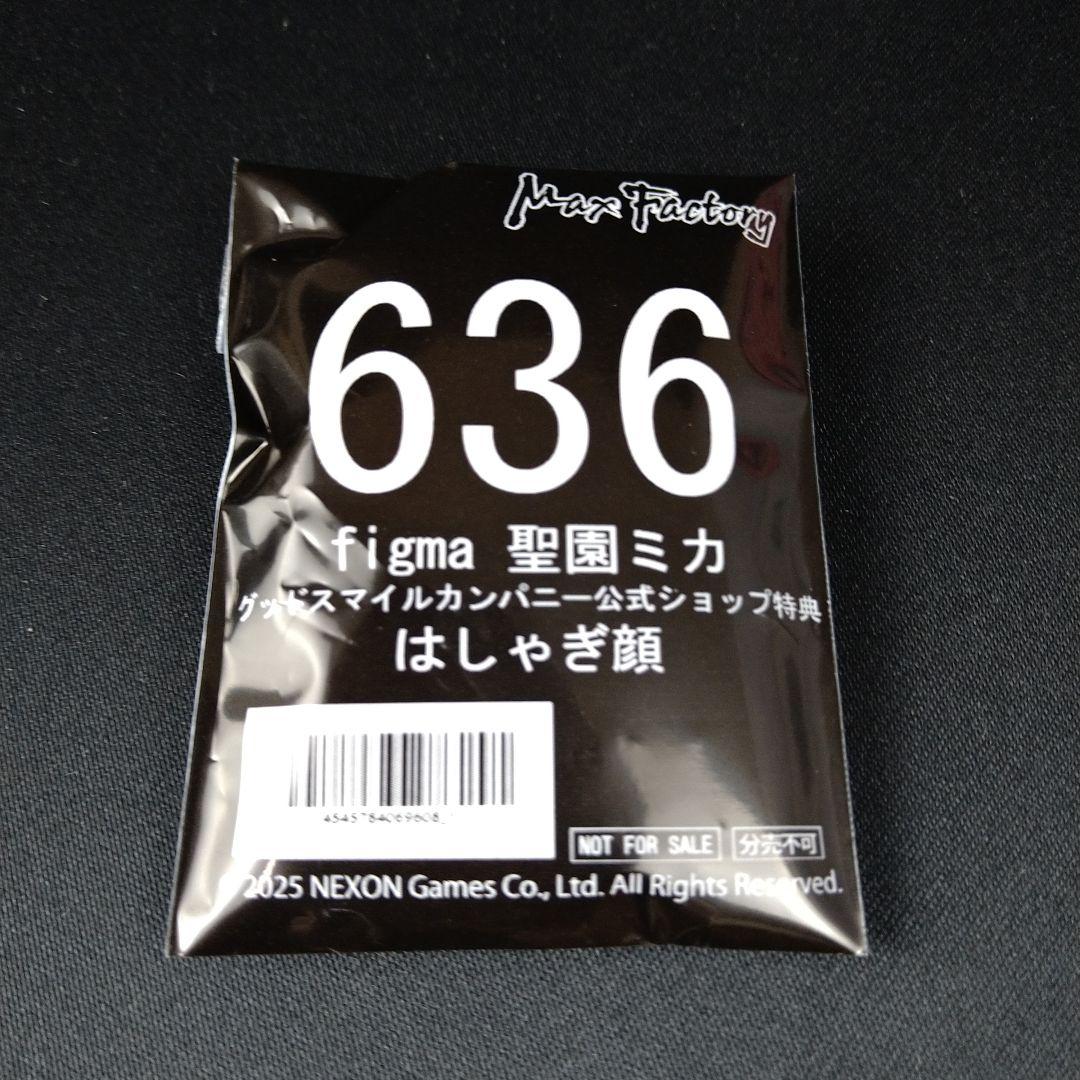 Max Factory
636
figma 聖園ミカ
グッドスマイルカンパニー公式ショップ特典
はしゃぎ顔
4545784069608
NOT FOR SALE 分売不可
2025 NEXON Games Co., Ltd. All Rights Reserved.